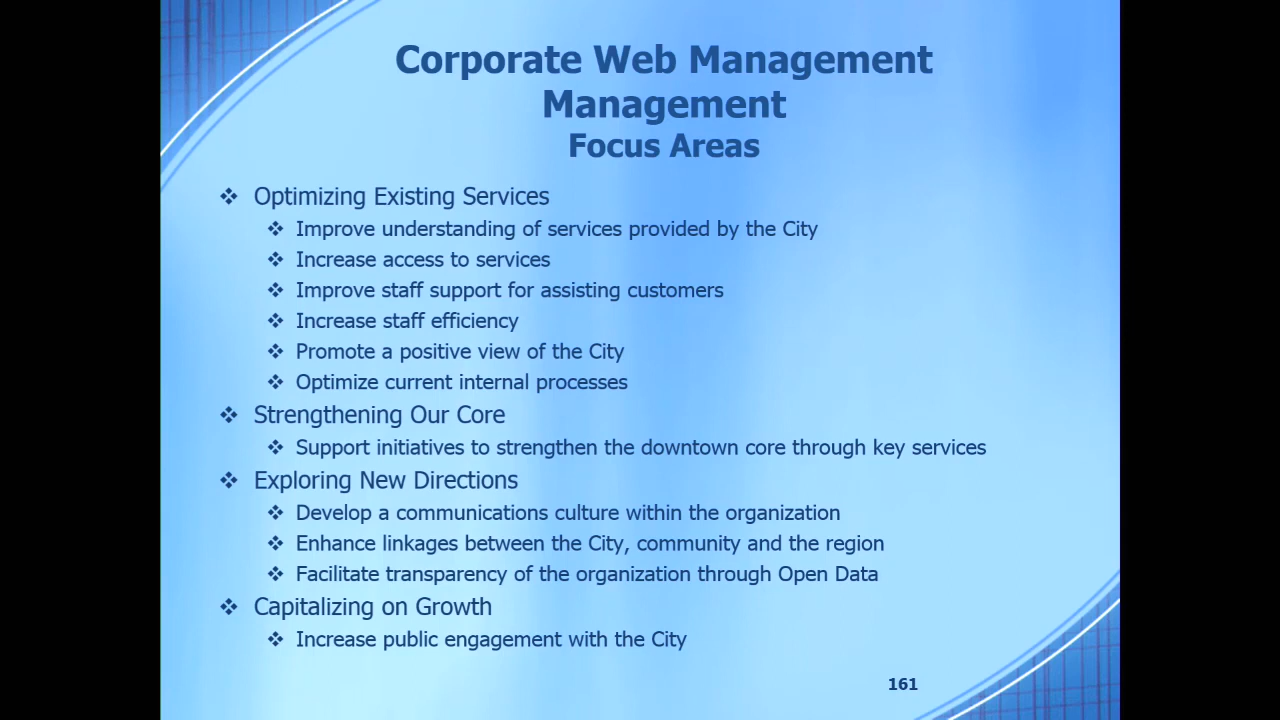 Corporate Web Management
Management
Focus Areas
❖ Optimizing Existing Services
❖ Improve understanding of services provided by the City
❖ Increase access to services
❖ Improve staff support for assisting customers
❖ Increase staff efficiency
❖ Promote a positive view of the City
❖ Optimize current internal processes
❖ Strengthening Our Core
❖ Support initiatives to strengthen the downtown core through key services
❖ Exploring New Directions
❖ Develop a communications culture within the organization
❖ Enhance linkages between the City, community and the region
❖ Facilitate transparency of the organization through Open Data
❖ Capitalizing on Growth
❖ Increase public engagement with the City
161